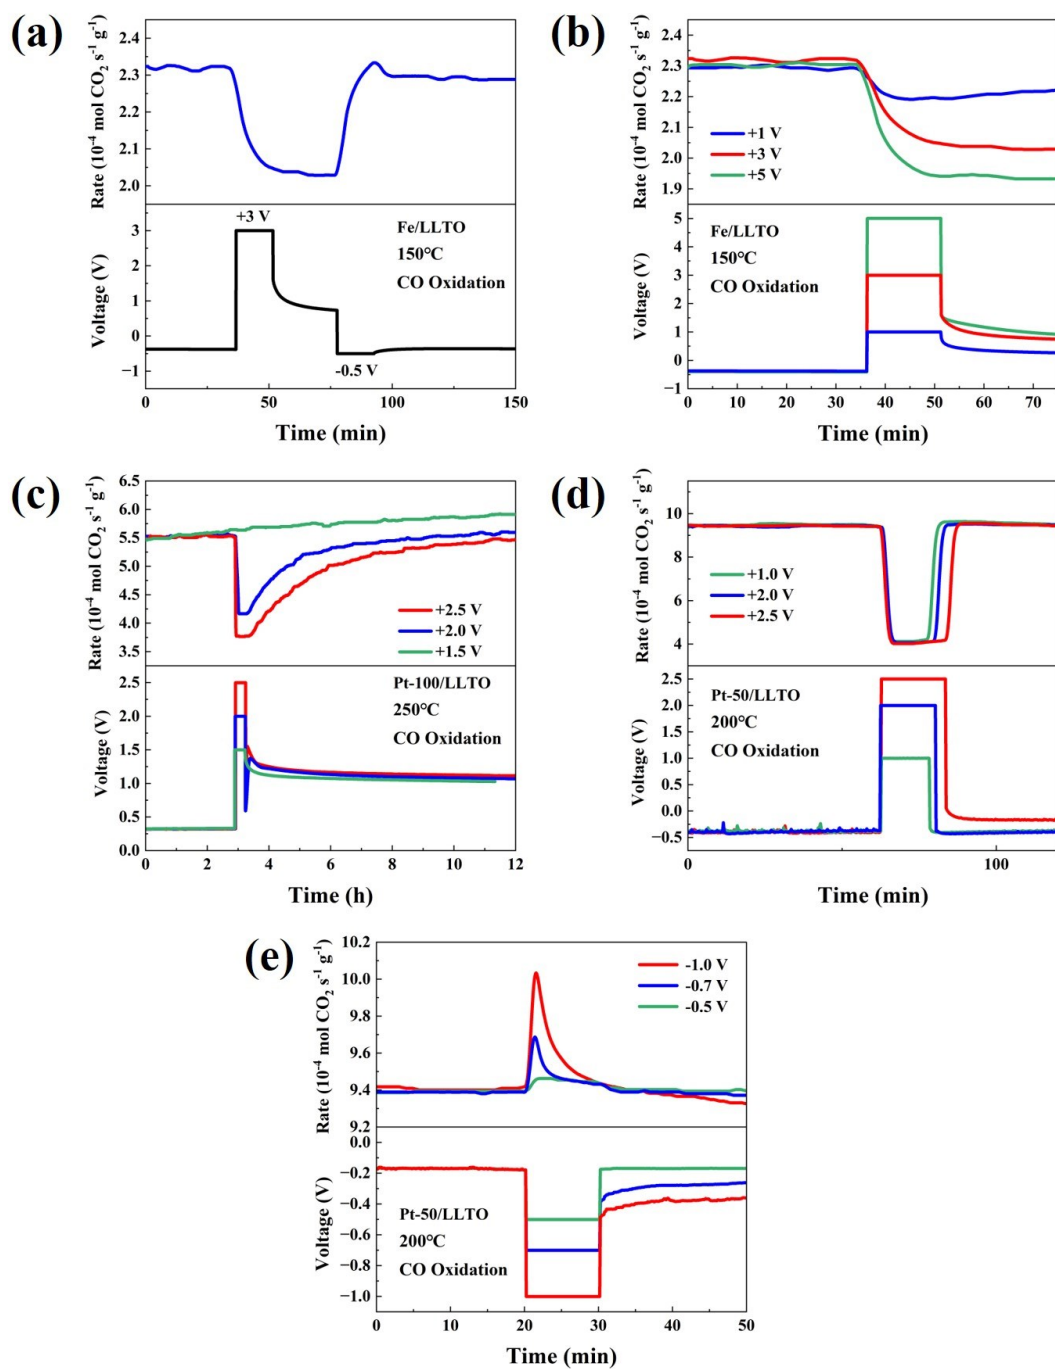 (a)
Rate (10⁻⁴ mol CO₂ s⁻¹ g⁻¹)
2.4
2.3
2.2
2.1
2.0
+3 V
Fe/LLTO
150°C
CO Oxidation
-0.5 V
Voltage (V)
3
2
1
0
−1
0 50 100 150
Time (min)
(b)
Rate (10⁻⁴ mol CO₂ s⁻¹ g⁻¹)
2.4
2.3
2.2
2.1
2.0
1.9
+1 V
+3 V
+5 V
Fe/LLTO
150°C
CO Oxidation
Voltage (V)
5
4
3
2
1
0
−1
0 10 20 30 40 50 60 70
Time (min)
(c)
Rate (10⁻⁴ mol CO₂ s⁻¹ g⁻¹)
6.5
6.0
5.5
5.0
4.5
4.0
3.5
+2.5 V
+2.0 V
+1.5 V
Pt-100/LLTO
250°C
CO Oxidation
Voltage (V)
2.5
2.0
1.5
1.0
0.5
0.0
0 2 4 6 8 10 12
Time (h)
(d)
Rate (10⁻⁴ mol CO₂ s⁻¹ g⁻¹)
10
8
6
4
+1.0 V
+2.0 V
+2.5 V
Pt-50/LLTO
200°C
CO Oxidation
Voltage (V)
2.5
2.0
1.5
1.0
0.5
0.0
−0.5
0 100
Time (min)
(e)
Rate (10⁻⁴ mol CO₂ s⁻¹ g⁻¹)
10.2
10.0
9.8
9.6
9.4
9.2
-1.0 V
-0.7 V
-0.5 V
Pt-50/LLTO
200°C
CO Oxidation
Voltage (V)
0.0
−0.2
−0.4
−0.6
−0.8
−1.0
0 10 20 30 40 50
Time (min)